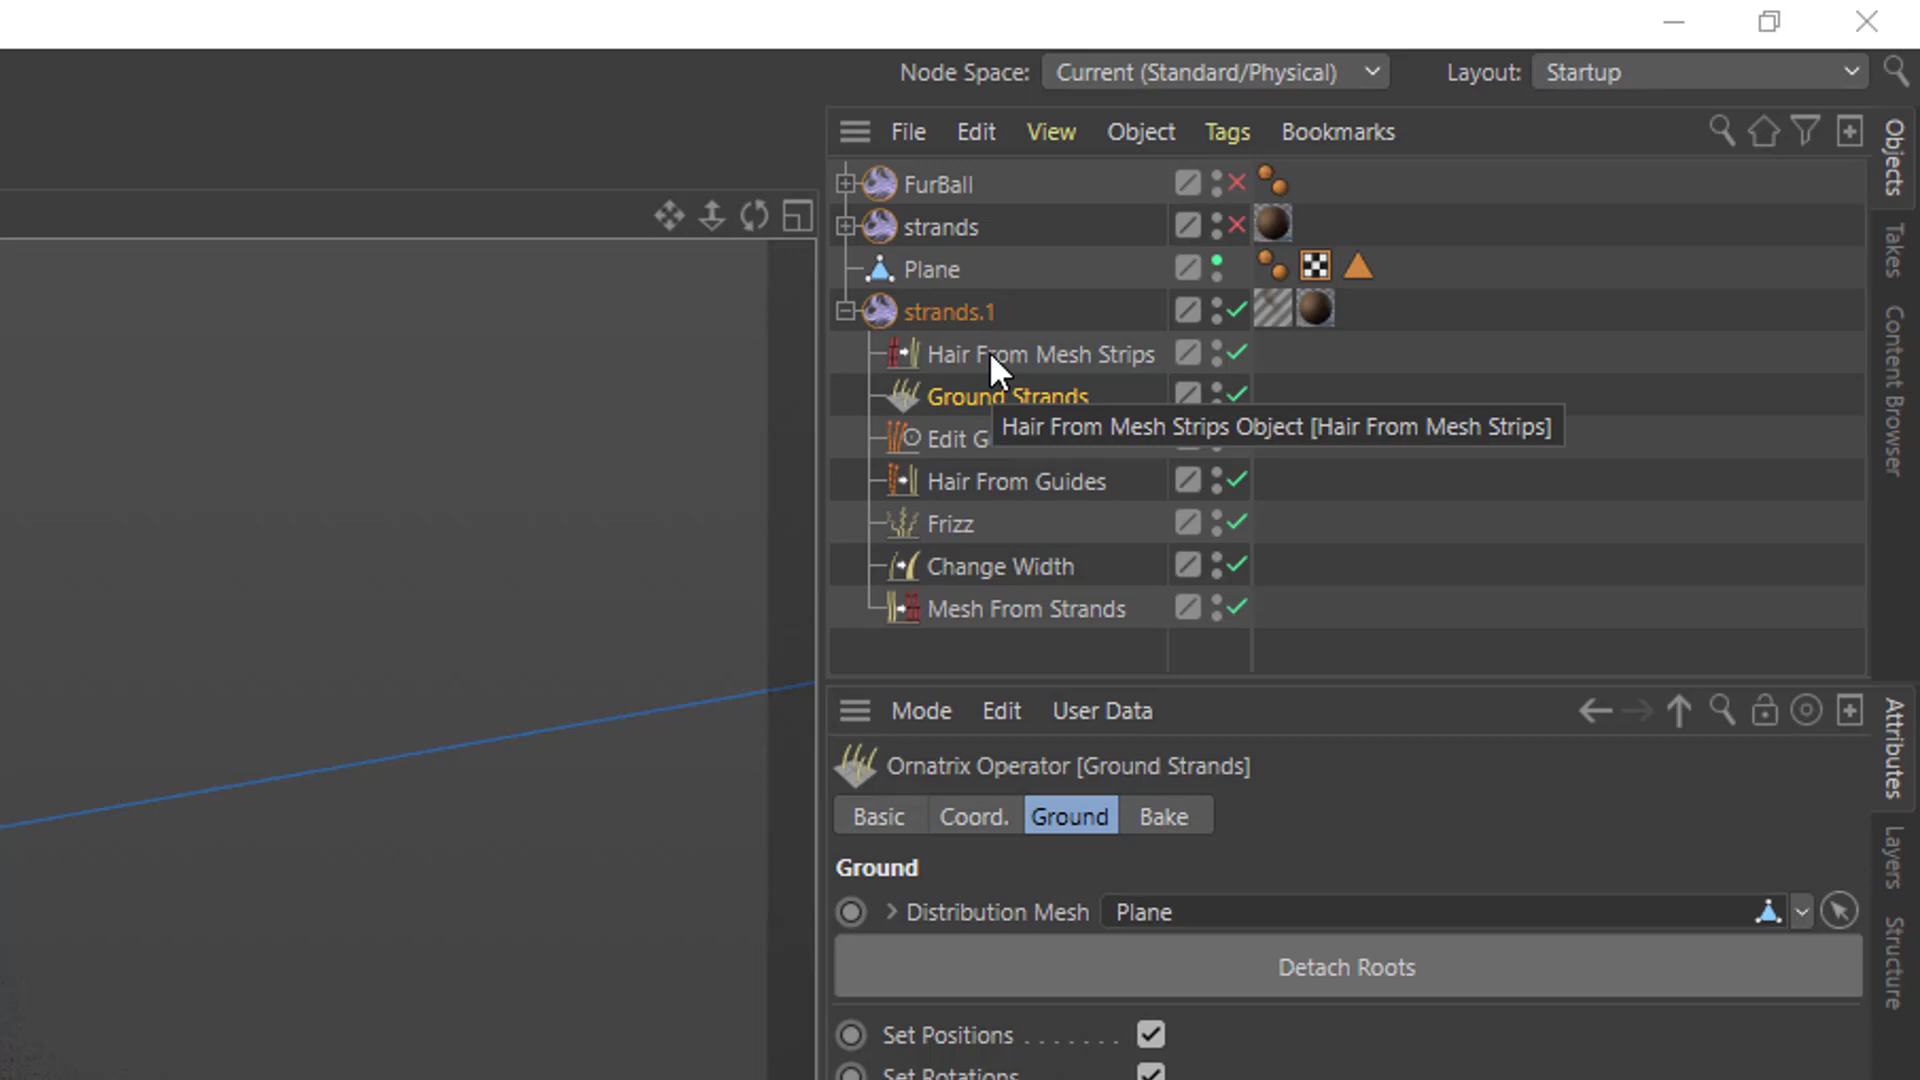 Node Space: Current (Standard/Physical) Layout: Startup
File Edit View Object Tags Bookmarks
FurBall
strands
Plane
strands.1
Hair From Mesh Strips
Ground Strands
Hair From Mesh Strips Object [Hair From Mesh Strips]
Edit G
Hair From Guides
Frizz
Change Width
Mesh From Strands
Objects
Takes
Content Browser
Mode Edit User Data
Ornatrix Operator [Ground Strands]
Basic Coord. Ground Bake
Ground
Distribution Mesh Plane
Detach Roots
Set Positions . . . . . . .
Set Rotations
Attributes
Layers
Structure